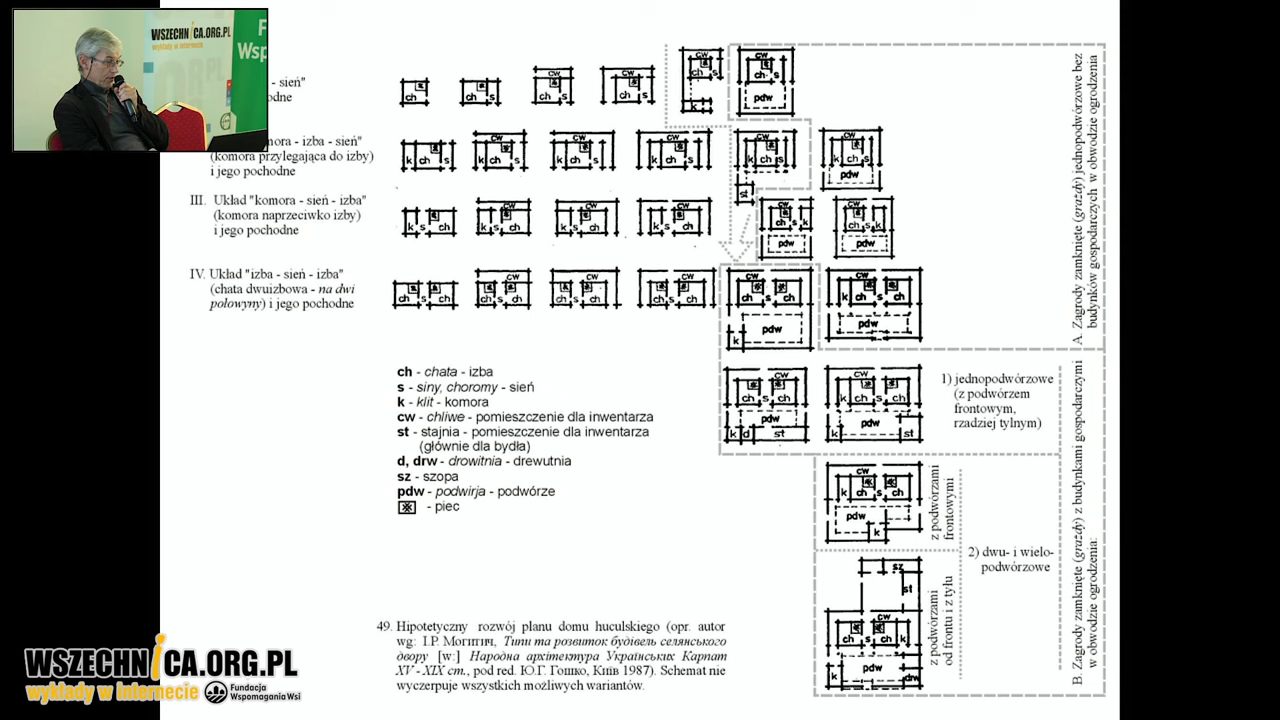 WSZECHNICA.ORG.PL
wykłady w internecie
F
Wsp
- sień"
odne
omora - izba - sień"
(komora przylegająca do izby)
i jego pochodne
III. Układ "komora - sień - izba"
(komora naprzeciwko izby)
i jego pochodne
IV. Układ "izba - sień - izba"
(chata dwuizbowa - na dwi
połowyny) i jego pochodne
ch - chata - izba
s - siny, choromy - sień
k - klit - komora
cw - chliwe - pomieszczenie dla inwentarza
st - stajnia - pomieszczenie dla inwentarza
(głównie dla bydła)
d, drw - drowitnia - drewutnia
sz - szopa
pdw - podwirja - podwórze
- piec
A. Zagrody zamknięte (grażdy) jednopodwórzowe bez
budynków gospodarczych w obwodzie ogrodzenia
1) jednopodwórzowe
(z podwórzem
frontowym,
rzadziej tylnym)
z podwórzami
frontowymi
2) dwu- i wielo-
podwórzowe
z podwórzami
od frontu i z tyłu
B. Zagrody zamknięte (grażdy) z budynkami gospodarczymi
w obwodzie ogrodzenia:
49. Hipotetyczny rozwój planu domu huculskiego (opr. autor
wg: І.Р. Могитич, Типи та розвиток будівель селянського
двору [w:] Народна архітектура Українських Карпат
XV - XIX cm., pod red. Ю.Г. Гошко, Київ 1987). Schemat nie
wyczerpuje wszystkich możliwych wariantów.
WSZECHNICA.ORG.PL
wykłady w internecie
Fundacja
Wspomagania Wsi